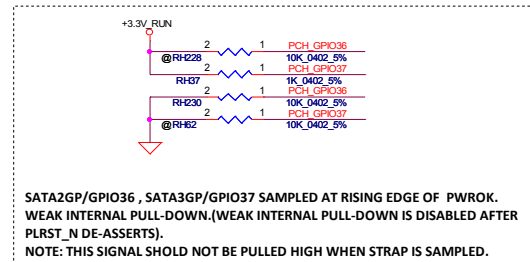 +3.3V_RUN
2 1 PCH_GPIO36
@RH228 10K_0402_5%
2 1 PCH_GPIO37
RH37 1K_0402_5%
2 1 PCH_GPIO36
RH230 10K_0402_5%
2 1 PCH_GPIO37
@RH62 10K_0402_5%
SATA2GP/GPIO36 , SATA3GP/GPIO37 SAMPLED AT RISING EDGE OF PWROK.
WEAK INTERNAL PULL-DOWN.(WEAK INTERNAL PULL-DOWN IS DISABLED AFTER
PLRST_N DE-ASSERTS).
NOTE: THIS SIGNAL SHOLD NOT BE PULLED HIGH WHEN STRAP IS SAMPLED.